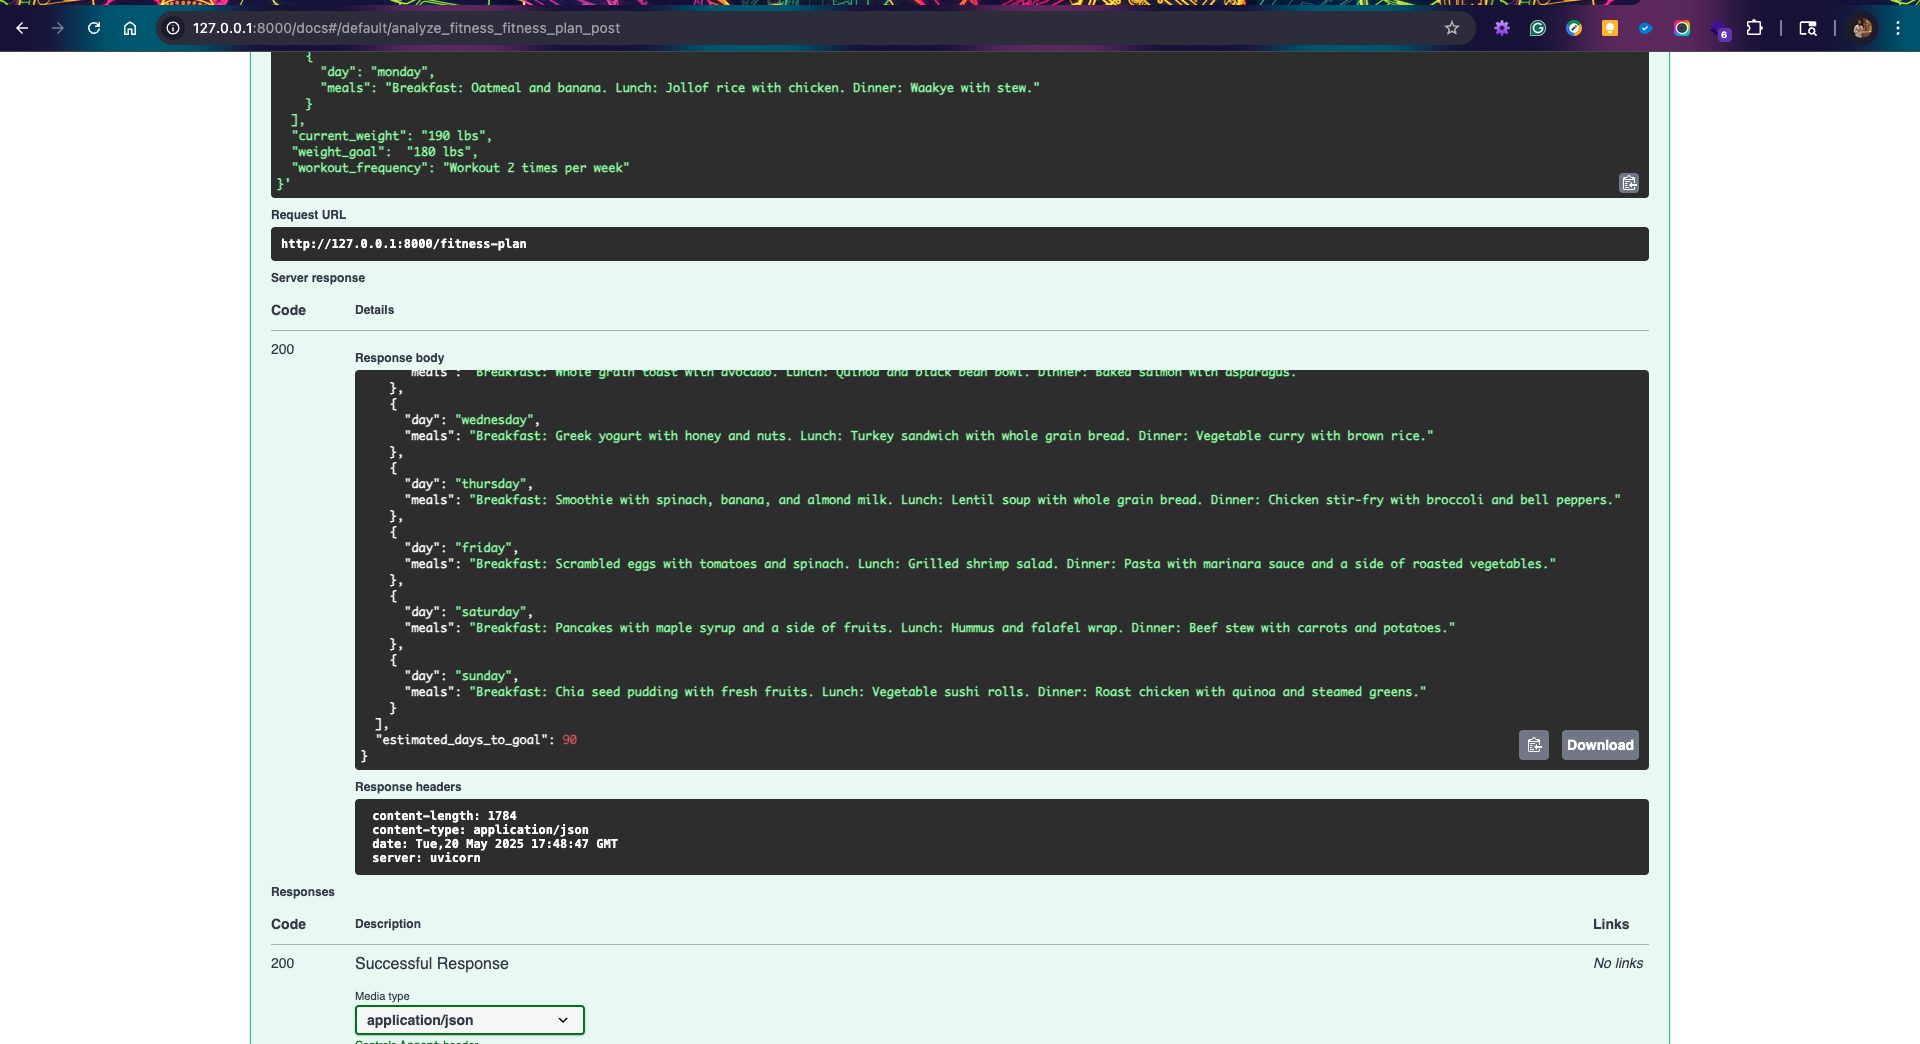 127.0.0.1:8000/docs#/default/analyze_fitness_fitness_plan_post
6
{
"day": "monday",
"meals": "Breakfast: Oatmeal and banana. Lunch: Jollof rice with chicken. Dinner: Waakye with stew."
}
],
"current_weight": "190 lbs",
"weight_goal":  "180 lbs",
"workout_frequency": "Workout 2 times per week"
}'
Request URL
http://127.0.0.1:8000/fitness-plan
Server response
Code Details
200
Response body
"meals": "Breakfast: Whole grain toast with avocado. Lunch: Quinoa and black bean bowl. Dinner: Baked salmon with asparagus."
},
{
"day": "wednesday",
"meals": "Breakfast: Greek yogurt with honey and nuts. Lunch: Turkey sandwich with whole grain bread. Dinner: Vegetable curry with brown rice."
},
{
"day": "thursday",
"meals": "Breakfast: Smoothie with spinach, banana, and almond milk. Lunch: Lentil soup with whole grain bread. Dinner: Chicken stir-fry with broccoli and bell peppers."
},
{
"day": "friday",
"meals": "Breakfast: Scrambled eggs with tomatoes and spinach. Lunch: Grilled shrimp salad. Dinner: Pasta with marinara sauce and a side of roasted vegetables."
},
{
"day": "saturday",
"meals": "Breakfast: Pancakes with maple syrup and a side of fruits. Lunch: Hummus and falafel wrap. Dinner: Beef stew with carrots and potatoes."
},
{
"day": "sunday",
"meals": "Breakfast: Chia seed pudding with fresh fruits. Lunch: Vegetable sushi rolls. Dinner: Roast chicken with quinoa and steamed greens."
}
],
"estimated_days_to_goal": 90
}
Download
Response headers
content-length: 1784
content-type: application/json
date: Tue,20 May 2025 17:48:47 GMT
server: uvicorn
Responses
Code Description Links
200 Successful Response No links
Media type
application/json
Controls Accept header